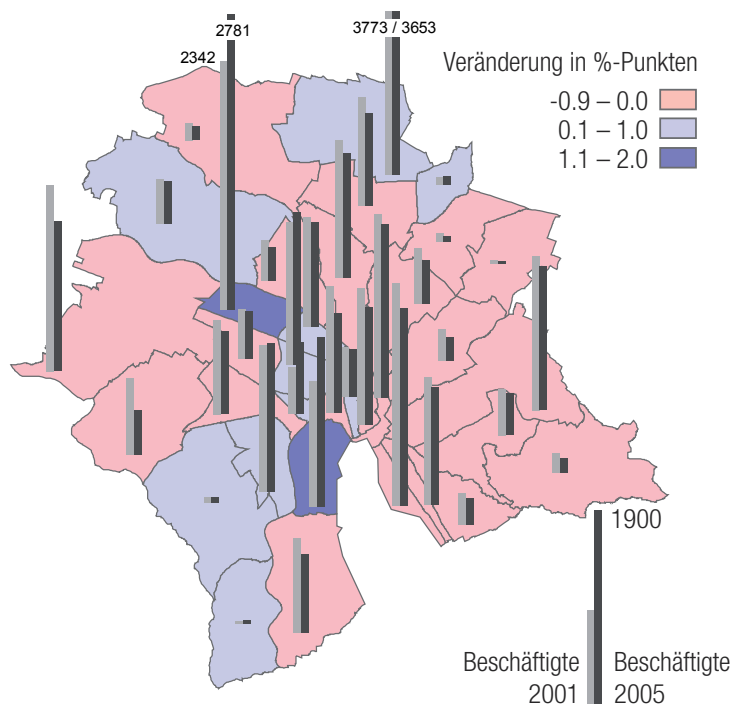 2781
2342
3773 / 3653
Veränderung in %-Punkten
-0.9 – 0.0
0.1 – 1.0
1.1 – 2.0
1900
Beschäftigte 2001
Beschäftigte 2005